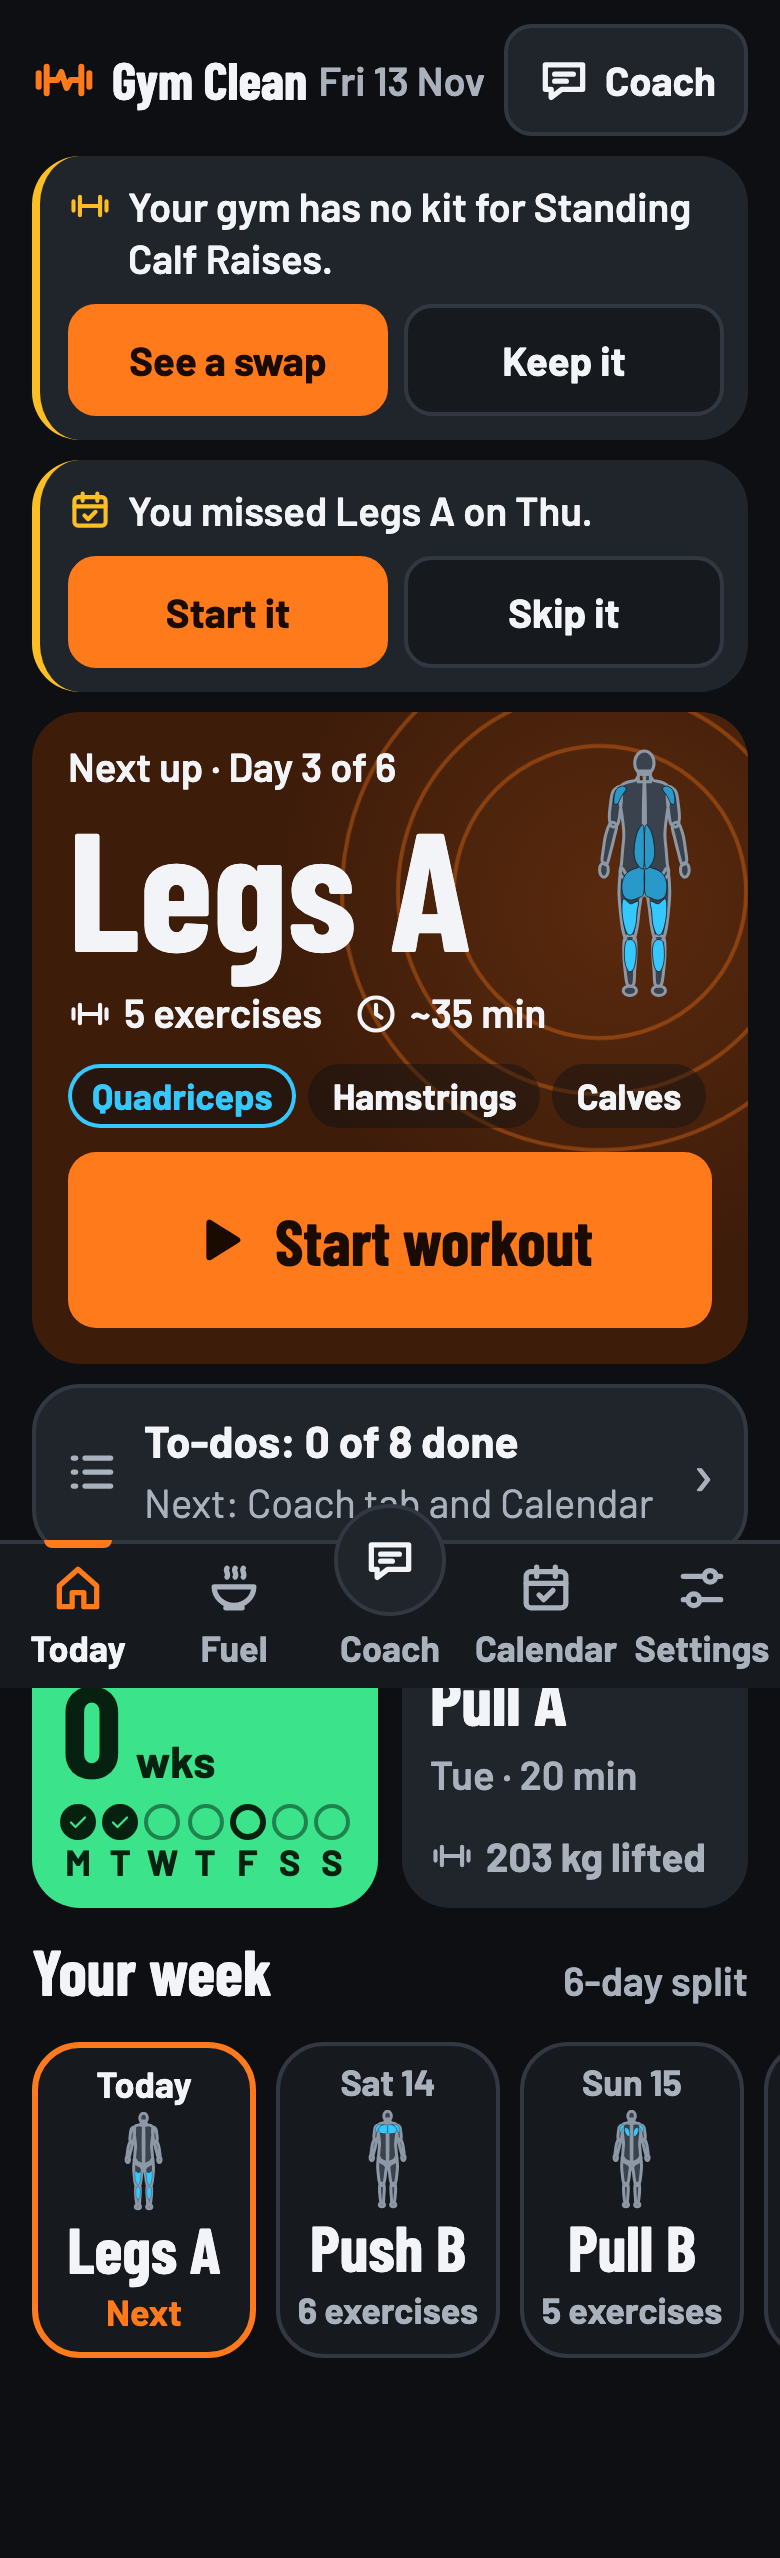 Gym Clean Fri 13 Nov
Coach
Your gym has no kit for Standing
Calf Raises.
See a swap
Keep it
You missed Legs A on Thu.
Start it
Skip it
Next up · Day 3 of 6
Legs A
5 exercises
~35 min
Quadriceps
Hamstrings
Calves
Start workout
To-dos: 0 of 8 done
Next: Coach tab and Calendar
Today
Fuel
Coach
Calendar
Settings
0 wks
M T W T F S S
Pull A
Tue · 20 min
203 kg lifted
Your week
6-day split
Today
Legs A
Next
Sat 14
Push B
6 exercises
Sun 15
Pull B
5 exercises